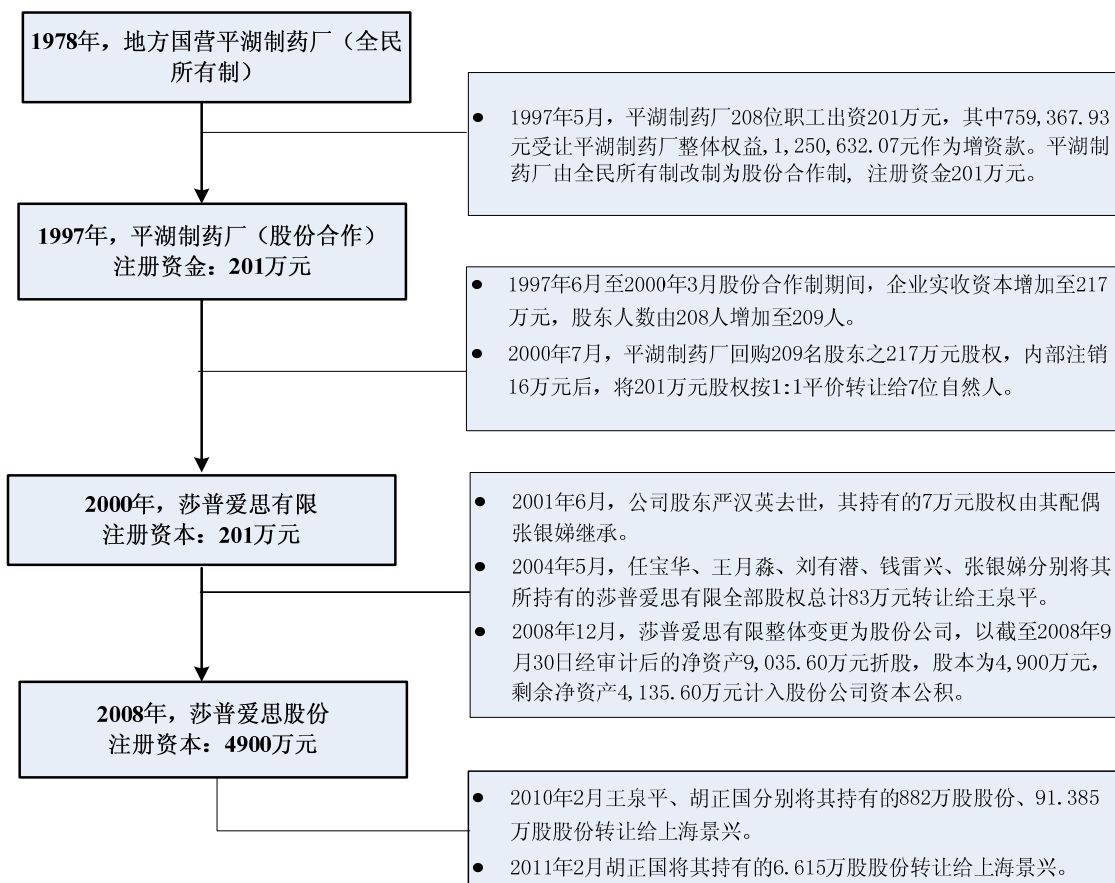 1978年，地方国营平湖制药厂（全民
所有制）
● 1997年5月，平湖制药厂208位职工出资201万元，其中759,367.93
元受让平湖制药厂整体权益,1,250,632.07元作为增资款。平湖制
药厂由全民所有制改制为股份合作制, 注册资金201万元。
1997年，平湖制药厂（股份合作）
注册资金：201万元
● 1997年6月至2000年3月股份合作制期间，企业实收资本增加至217
万元，股东人数由208人增加至209人。
● 2000年7月，平湖制药厂回购209名股东之217万元股权，内部注销
16万元后，将201万元股权按1:1平价转让给7位自然人。
2000年，莎普爱思有限
注册资本：201万元
● 2001年6月，公司股东严汉英去世，其持有的7万元股权由其配偶
张银娣继承。
● 2004年5月，任宝华、王月淼、刘有潜、钱雷兴、张银娣分别将其
所持有的莎普爱思有限全部股权总计83万元转让给王泉平。
● 2008年12月，莎普爱思有限整体变更为股份公司，以截至2008年9
月30日经审计后的净资产9,035.60万元折股，股本为4,900万元，
剩余净资产4,135.60万元计入股份公司资本公积。
2008年，莎普爱思股份
注册资本：4900万元
● 2010年2月王泉平、胡正国分别将其持有的882万股股份、91.385
万股股份转让给上海景兴。
● 2011年2月胡正国将其持有的6.615万股股份转让给上海景兴。